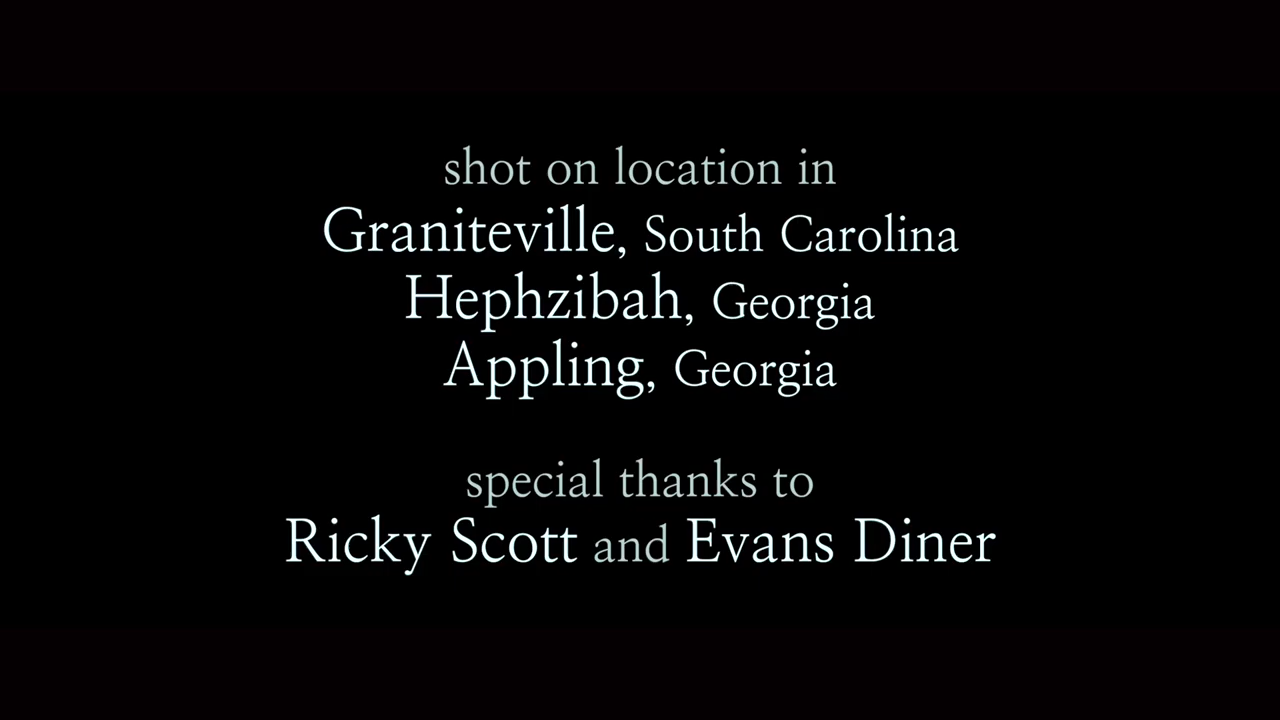 shot on location in
Graniteville, South Carolina
Hephzibah, Georgia
Appling, Georgia
special thanks to
Ricky Scott and Evans Diner